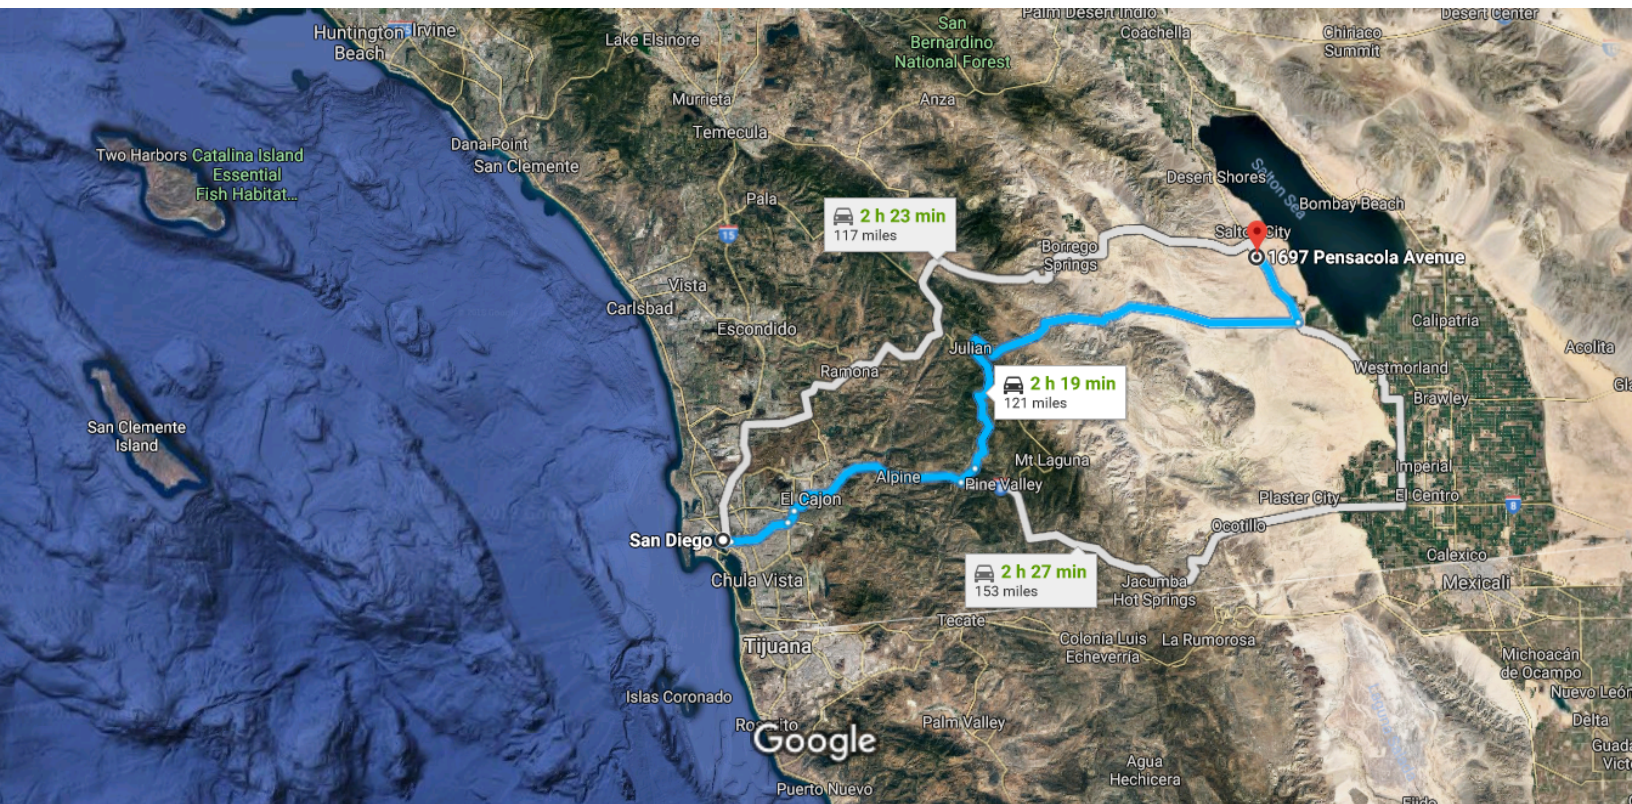 Palm Desert Indio
Desert Center
San
Bernardino
National Forest
Huntington
Beach
Irvine
Lake Elsinore
Coachella
Chiriaco
Summit
Murrieta
Anza
Temecula
Dana Point
San Clemente
Two Harbors
Catalina Island
Essential
Fish Habitat...
Desert Shores
Salton Sea
Bombay Beach
Pala
15
2 h 23 min
117 miles
Borrego
Springs
Salton City
1697 Pensacola Avenue
Vista
Carlsbad
Escondido
Calipatria
Julian
Acolita
Ramona
Westmorland
2 h 19 min
121 miles
Brawley
San Clemente
Island
Mt Laguna
Imperial
Alpine
Pine Valley
El Cajon
Plaster City
El Centro
8
Ocotillo
San Diego
Calexico
2 h 27 min
153 miles
Chula Vista
Jacumba
Hot Springs
Mexicali
Tecate
Colonia Luis
Echeverría
La Rumorosa
Tijuana
Michoacán
de Ocampo
Islas Coronado
Nuevo León
Palm Valley
Delta
Google
Agua
Hechicera
Puerto Nuevo